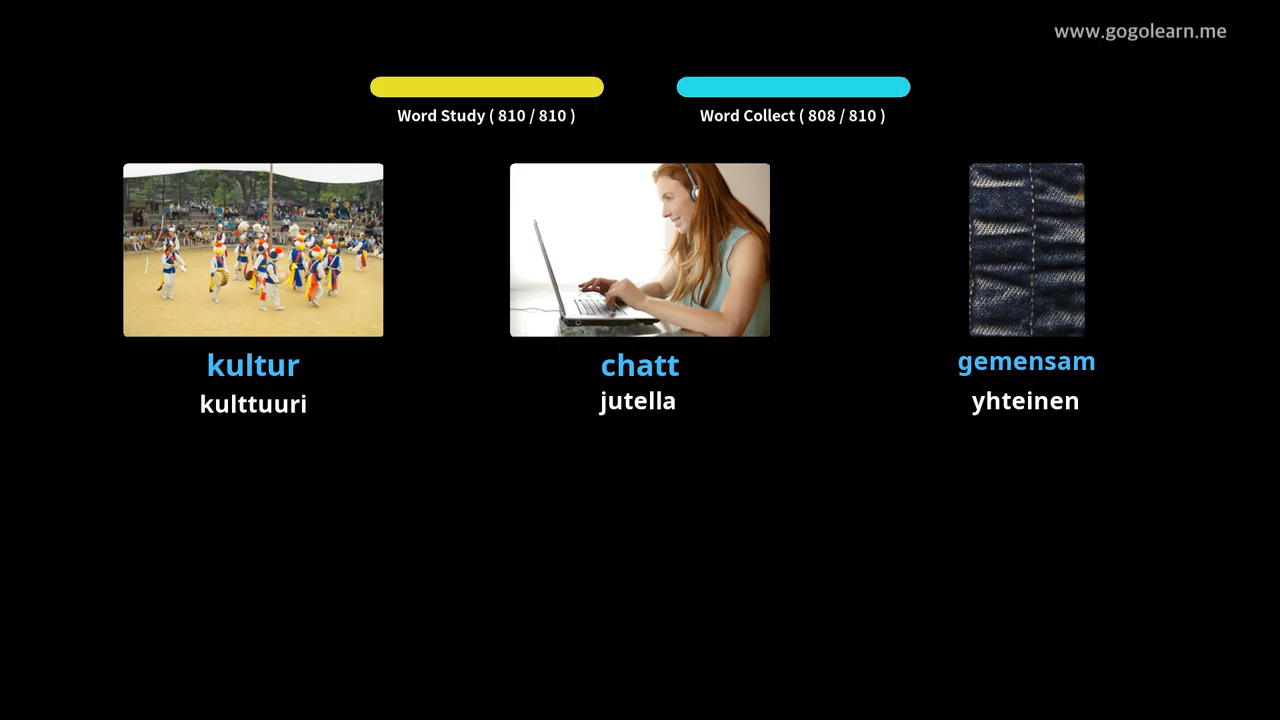 www.gogolearn.me
Word Study ( 810 / 810 )
Word Collect ( 808 / 810 )
kultur
kulttuuri
chatt
jutella
gemensam
yhteinen